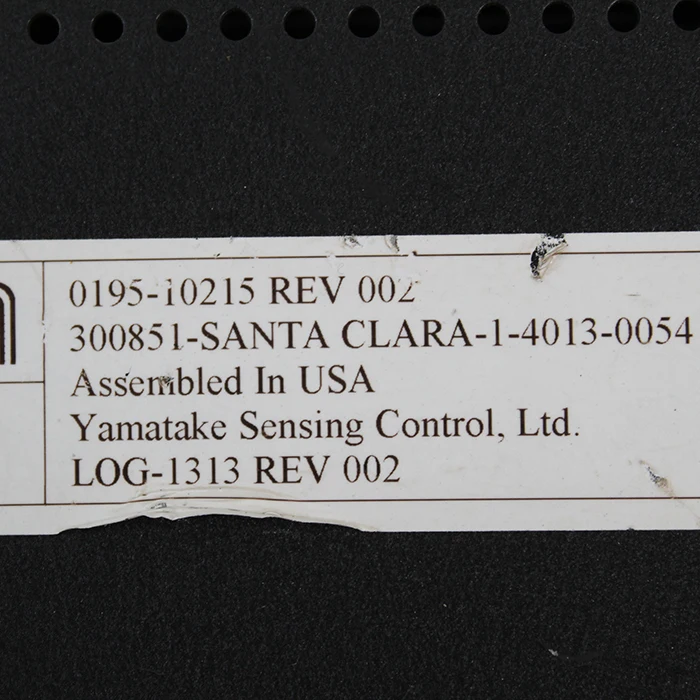 0195-10215 REV 002
300851-SANTA CLARA-1-4013-0054
Assembled In USA
Yamatake Sensing Control, Ltd.
LOG-1313 REV 002